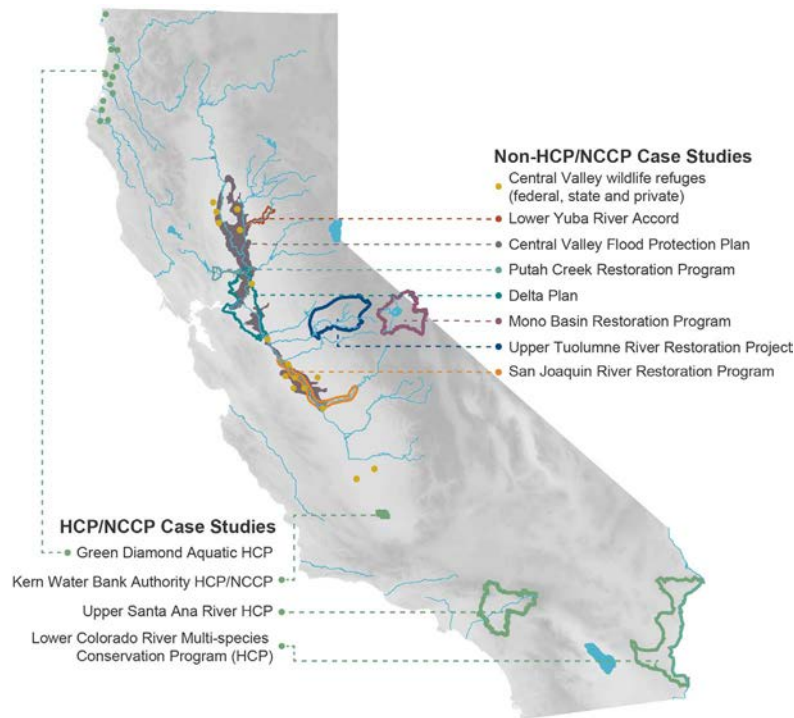 Non-HCP/NCCP Case Studies
Central Valley wildlife refuges
(federal, state and private)
Lower Yuba River Accord
Central Valley Flood Protection Plan
Putah Creek Restoration Program
Delta Plan
Mono Basin Restoration Program
Upper Tuolumne River Restoration Project
San Joaquin River Restoration Program
HCP/NCCP Case Studies
Green Diamond Aquatic HCP
Kern Water Bank Authority HCP/NCCP
Upper Santa Ana River HCP
Lower Colorado River Multi-species
Conservation Program (HCP)